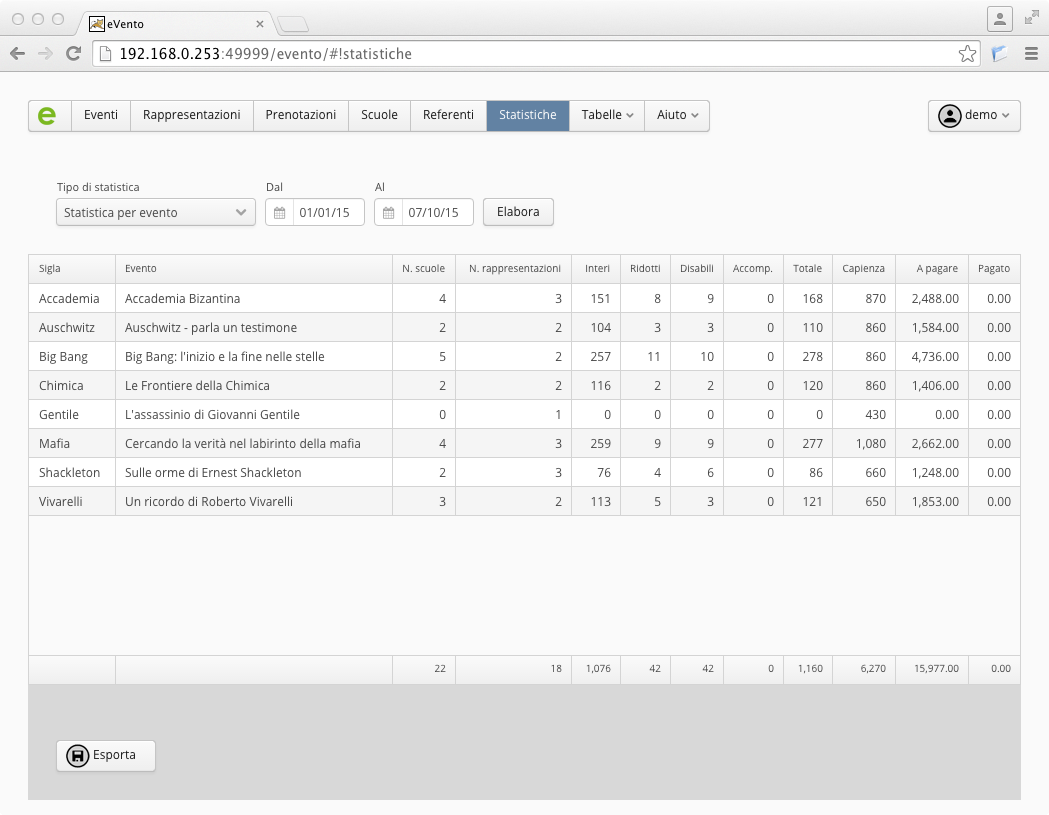 eVento
192.168.0.253:49999/evento/#!statistiche
e Eventi Rappresentazioni Prenotazioni Scuole Referenti Statistiche Tabelle Aiuto demo
Tipo di statistica Dal Al
Statistica per evento 01/01/15 07/10/15 Elabora
Sigla Evento N. scuole N. rappresentazioni Interi Ridotti Disabili Accomp. Totale Capienza A pagare Pagato
Accademia Accademia Bizantina 4 3 151 8 9 0 168 870 2,488.00 0.00
Auschwitz Auschwitz - parla un testimone 2 2 104 3 3 0 110 860 1,584.00 0.00
Big Bang Big Bang: l'inizio e la fine nelle stelle 5 2 257 11 10 0 278 860 4,736.00 0.00
Chimica Le Frontiere della Chimica 2 2 116 2 2 0 120 860 1,406.00 0.00
Gentile L'assassinio di Giovanni Gentile 0 1 0 0 0 0 0 430 0.00 0.00
Mafia Cercando la verità nel labirinto della mafia 4 3 259 9 9 0 277 1,080 2,662.00 0.00
Shackleton Sulle orme di Ernest Shackleton 2 3 76 4 6 0 86 660 1,248.00 0.00
Vivarelli Un ricordo di Roberto Vivarelli 3 2 113 5 3 0 121 650 1,853.00 0.00
22 18 1,076 42 42 0 1,160 6,270 15,977.00 0.00
Esporta